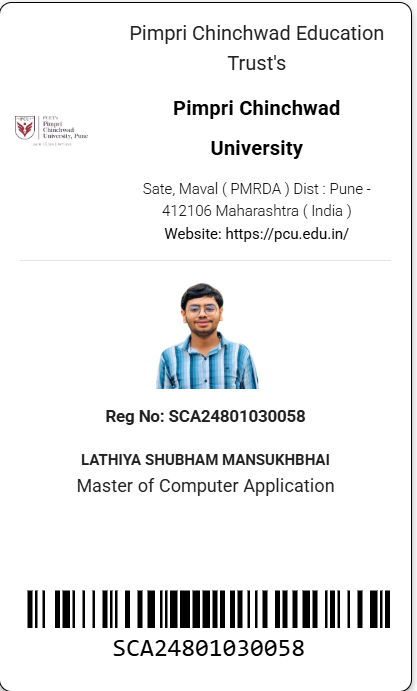 Pimpri Chinchwad Education
Trust's
Pimpri Chinchwad
University
PCET's
Pimpri
Chinchwad
University, Pune
Sate, Maval ( PMRDA ) Dist : Pune -
412106 Maharashtra ( India )
Website: https://pcu.edu.in/
Reg No: SCA24801030058
LATHIYA SHUBHAM MANSUKHBHAI
Master of Computer Application
SCA24801030058